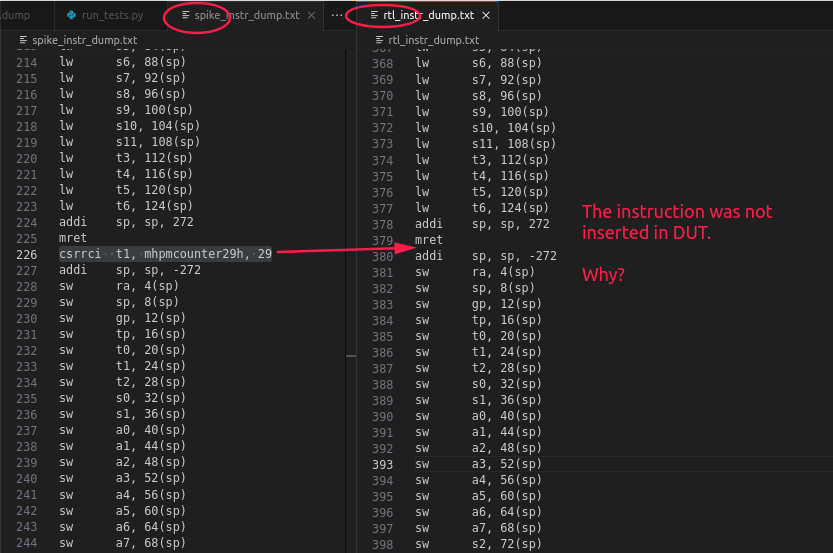 .dump run_tests.py spike_instr_dump.txt ··· rtl_instr_dump.txt
spike_instr_dump.txt rtl_instr_dump.txt
214 lw s6, 88(sp)
215 lw s7, 92(sp)
216 lw s8, 96(sp)
217 lw s9, 100(sp)
218 lw s10, 104(sp)
219 lw s11, 108(sp)
220 lw t3, 112(sp)
221 lw t4, 116(sp)
222 lw t5, 120(sp)
223 lw t6, 124(sp)
224 addi sp, sp, 272
225 mret
226 csrrci t1, mhpmcounter29h, 29
227 addi sp, sp, -272
228 sw ra, 4(sp)
229 sw sp, 8(sp)
230 sw gp, 12(sp)
231 sw tp, 16(sp)
232 sw t0, 20(sp)
233 sw t1, 24(sp)
234 sw t2, 28(sp)
235 sw s0, 32(sp)
236 sw s1, 36(sp)
237 sw a0, 40(sp)
238 sw a1, 44(sp)
239 sw a2, 48(sp)
240 sw a3, 52(sp)
241 sw a4, 56(sp)
242 sw a5, 60(sp)
243 sw a6, 64(sp)
244 sw a7, 68(sp)
368 lw s6, 88(sp)
369 lw s7, 92(sp)
370 lw s8, 96(sp)
371 lw s9, 100(sp)
372 lw s10, 104(sp)
373 lw s11, 108(sp)
374 lw t3, 112(sp)
375 lw t4, 116(sp)
376 lw t5, 120(sp)
377 lw t6, 124(sp)
378 addi sp, sp, 272
379 mret
380 addi sp, sp, -272
381 sw ra, 4(sp)
382 sw sp, 8(sp)
383 sw gp, 12(sp)
384 sw tp, 16(sp)
385 sw t0, 20(sp)
386 sw t1, 24(sp)
387 sw t2, 28(sp)
388 sw s0, 32(sp)
389 sw s1, 36(sp)
390 sw a0, 40(sp)
391 sw a1, 44(sp)
392 sw a2, 48(sp)
393 sw a3, 52(sp)
394 sw a4, 56(sp)
395 sw a5, 60(sp)
396 sw a6, 64(sp)
397 sw a7, 68(sp)
398 sw s2, 72(sp)
The instruction was not
inserted in DUT.
Why?